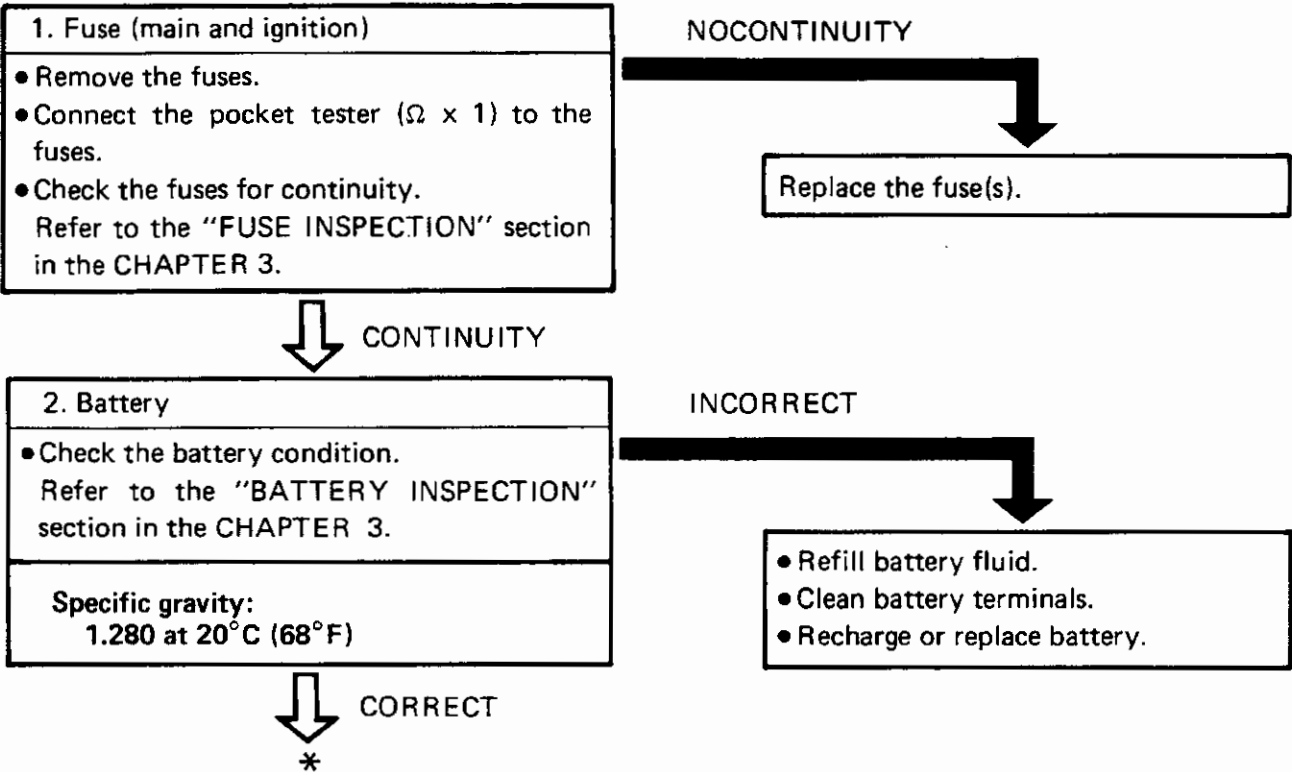 1. Fuse (main and ignition)
• Remove the fuses.
• Connect the pocket tester (Ω x 1) to the
fuses.
• Check the fuses for continuity.
Refer to the "FUSE INSPECTION" section
in the CHAPTER 3.
NOCONTINUITY
Replace the fuse(s).
CONTINUITY
2. Battery
• Check the battery condition.
Refer to the "BATTERY INSPECTION"
section in the CHAPTER 3.
Specific gravity:
1.280 at 20°C (68°F)
INCORRECT
• Refill battery fluid.
• Clean battery terminals.
• Recharge or replace battery.
CORRECT
*